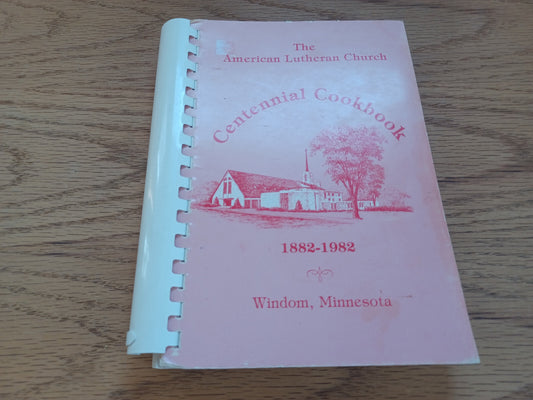 The
American Lutheran Church
Centennial Cookbook
1882-1982
Windom, Minnesota